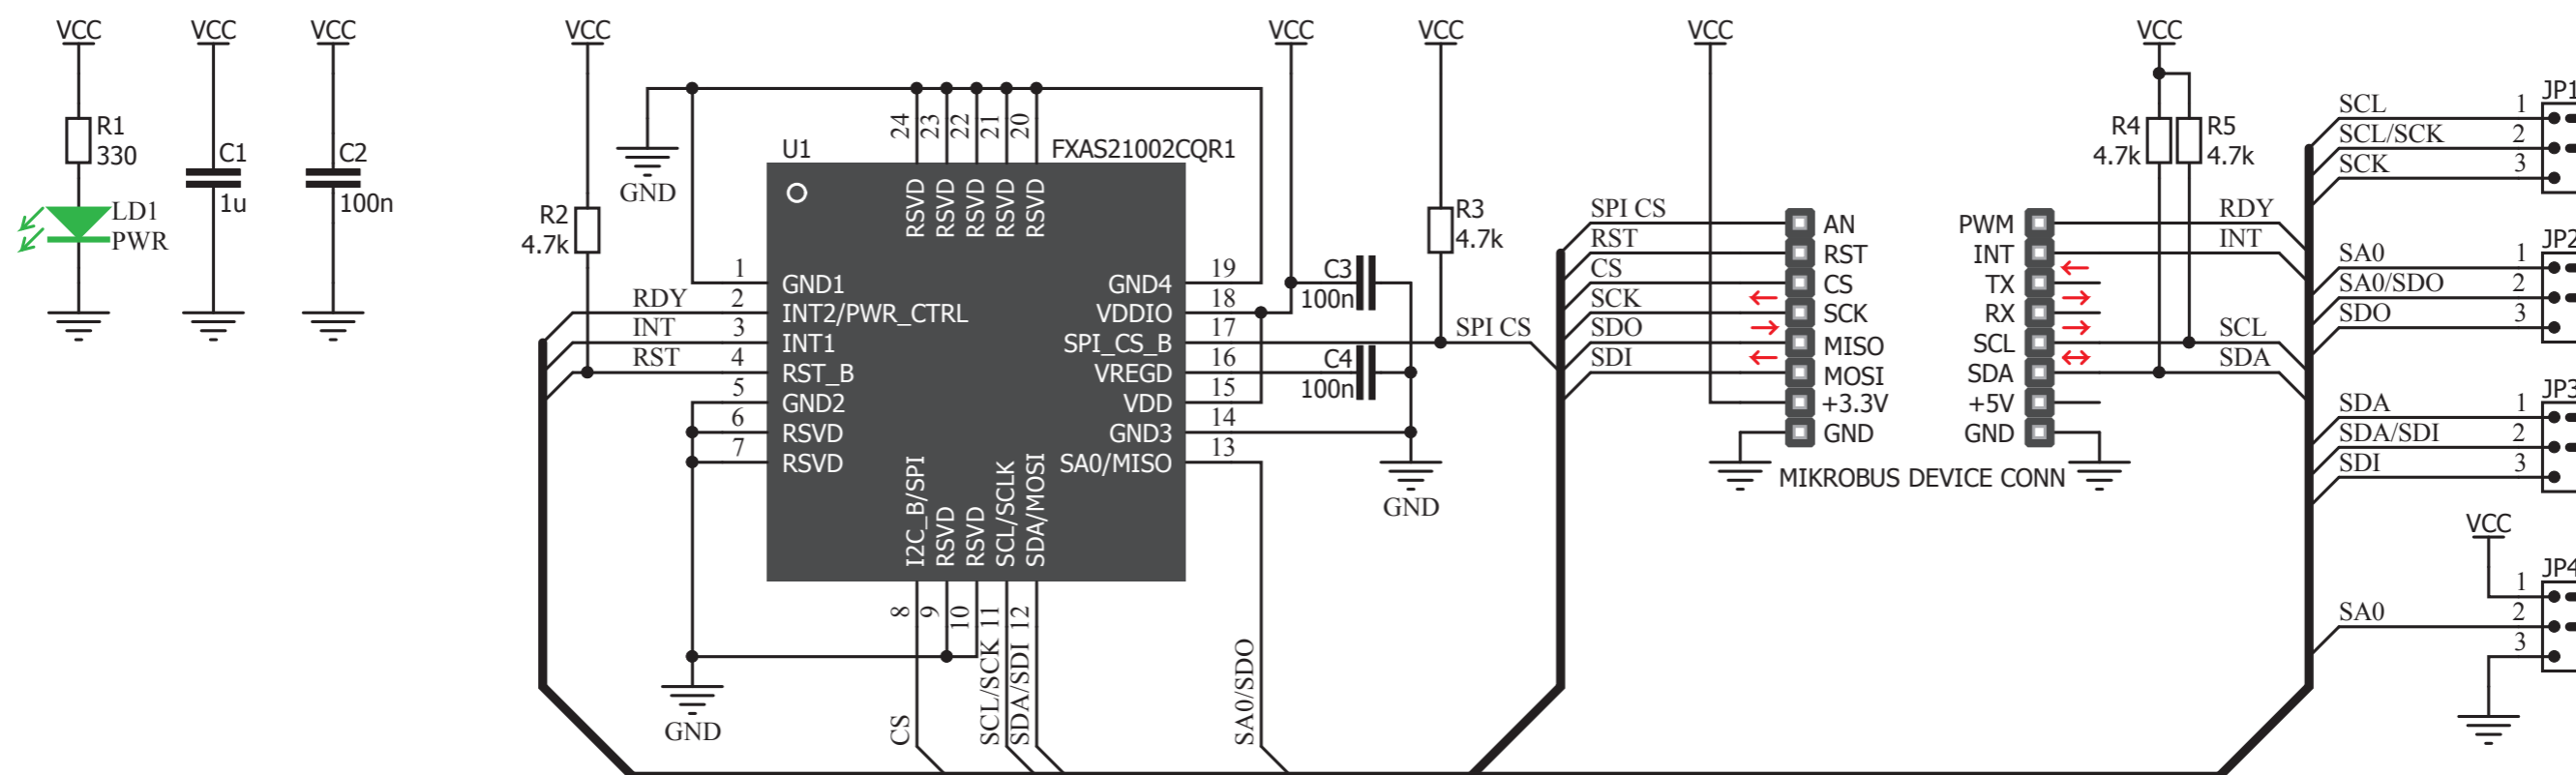 VCC
VCC
VCC
VCC
VCC
VCC
VCC
VCC
R1
330
LD1
PWR
C1
1u
C2
100n
R2
4.7k
GND
U1
FXAS21002CQR1
24
23
22
21
20
RSVD
RSVD
RSVD
RSVD
RSVD
RDY
INT
RST
1
2
3
4
5
6
7
GND1
INT2/PWR_CTRL
INT1
RST_B
GND2
RSVD
RSVD
19
18
17
16
15
14
13
GND4
VDDIO
SPI_CS_B
VREGD
VDD
GND3
SA0/MISO
I2C_B/SPI
RSVD
RSVD
SCL/SCLK
SDA/MOSI
8
9
10
11
12
CS
SCL/SCK
SDA/SDI
SA0/SDO
GND
C3
100n
C4
100n
GND
R3
4.7k
SPI CS
SPI CS
RST
CS
SCK
SDO
SDI
AN
RST
CS
SCK
MISO
MOSI
+3.3V
GND
PWM
INT
TX
RX
SCL
SDA
+5V
GND
MIKROBUS DEVICE CONN
R4
4.7k
R5
4.7k
RDY
INT
SCL
SDA
JP1
SCL 1
SCL/SCK 2
SCK 3
JP2
SA0 1
SA0/SDO 2
SDO 3
JP3
SDA 1
SDA/SDI 2
SDI 3
VCC
JP4
1
SA0 2
3